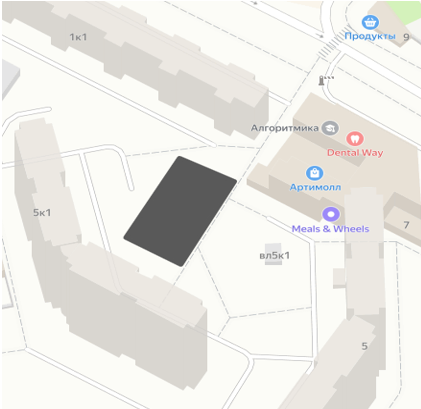 1к1
Продукты
9
Алгоритмика
Dental Way
Артимолл
5к1
Meals & Wheels
7
вл5к1
5